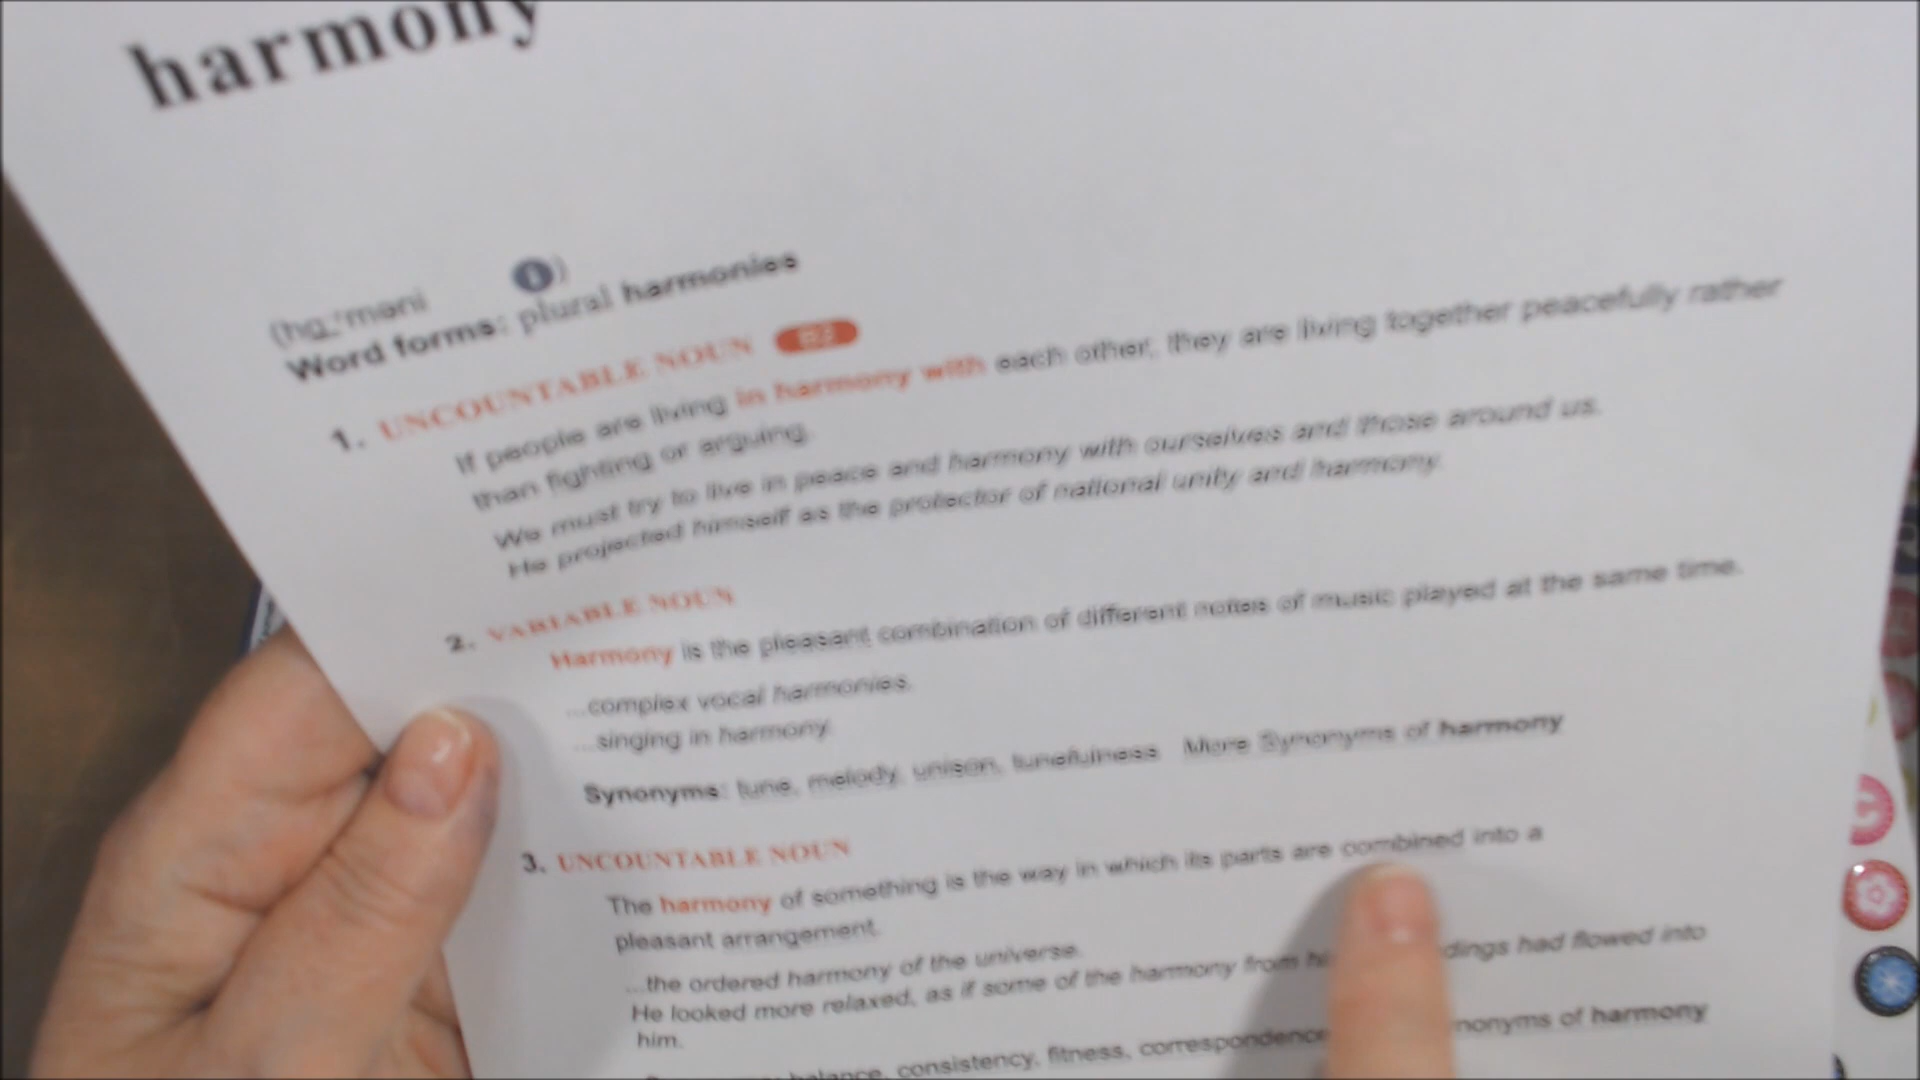 harmony
Word forms: plural harmonies
1. UNCOUNTABLE NOUN
If people are living in harmony with each other, they are living together peacefully rather
than fighting or arguing.
We must try to live in peace and harmony with ourselves and those around us.
He projected himself as the protector of national unity and harmony.
2. VARIABLE NOUN
Harmony is the pleasant combination of different notes of music played at the same time.
...complex vocal harmonies.
...singing in harmony.
Synonyms: tune, melody, unison, tunefulness More Synonyms of harmony
3. UNCOUNTABLE NOUN
The harmony of something is the way in which its parts are combined into a
pleasant arrangement.
...the ordered harmony of the universe.
He looked more relaxed, as if some of the harmony from had flowed into
him.
balance, consistency, fitness, correspondence of harmony